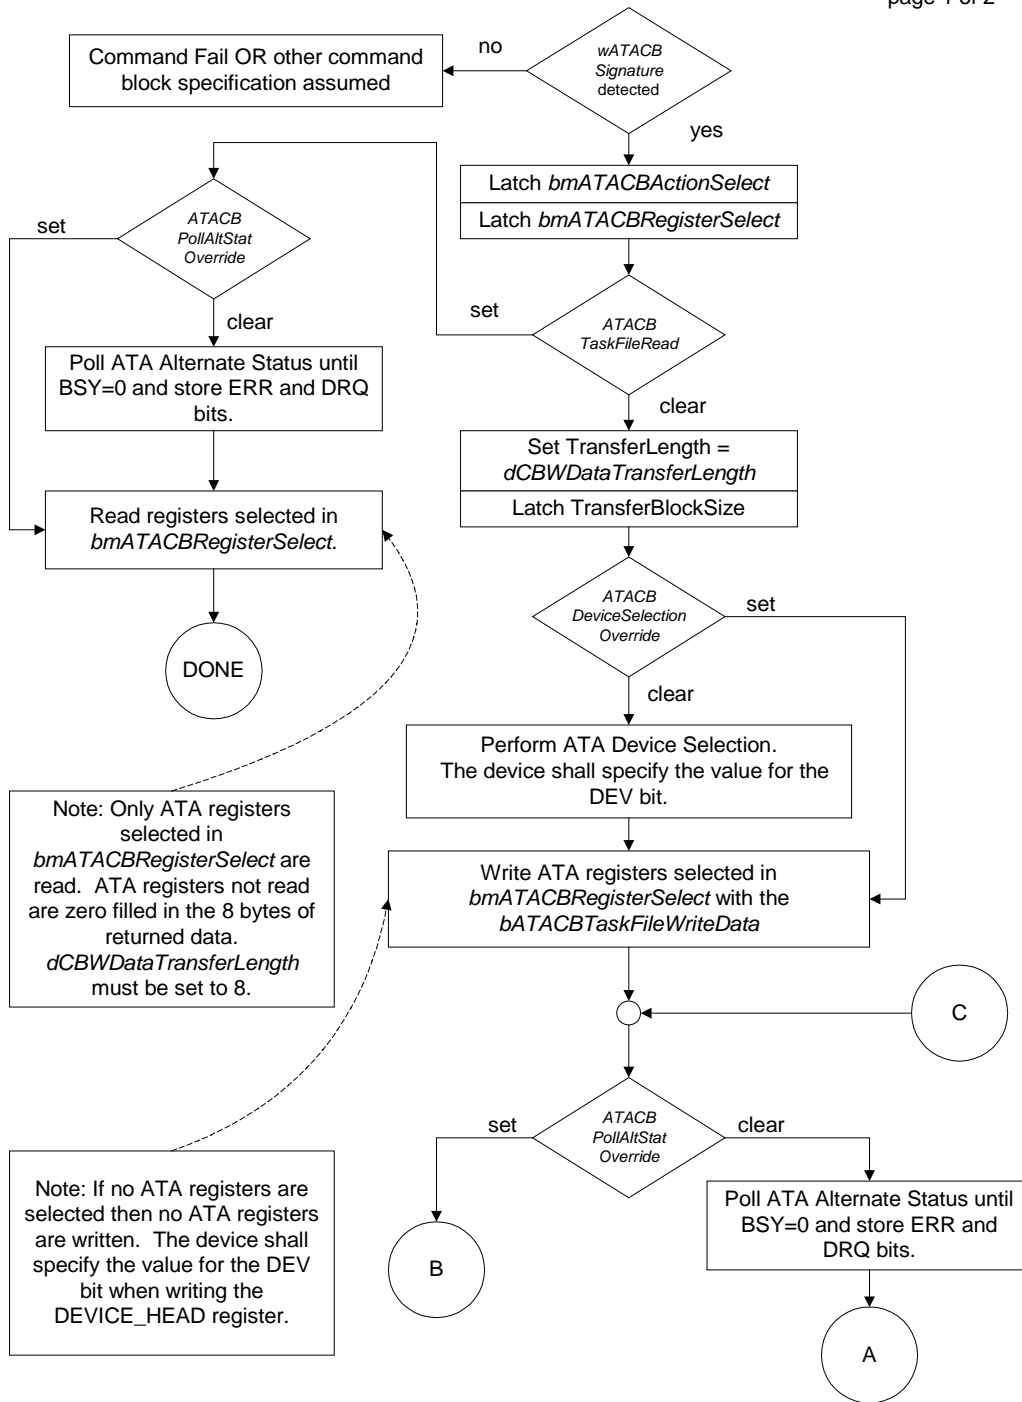 page 1 of 2
wATACB
Signature
detected
no
Command Fail OR other command
block specification assumed
yes
Latch bmATACBActionSelect
Latch bmATACBRegisterSelect
ATACB
PollAltStat
Override
set
clear
ATACB
TaskFileRead
set
clear
Poll ATA Alternate Status until
BSY=0 and store ERR and DRQ
bits.
Set TransferLength =
dCBWDataTransferLength
Latch TransferBlockSize
Read registers selected in
bmATACBRegisterSelect.
DONE
ATACB
DeviceSelection
Override
set
clear
Perform ATA Device Selection.
The device shall specify the value for the
DEV bit.
Note: Only ATA registers
selected in
bmATACBRegisterSelect are
read. ATA registers not read
are zero filled in the 8 bytes of
returned data.
dCBWDataTransferLength
must be set to 8.
Write ATA registers selected in
bmATACBRegisterSelect with the
bATACBTaskFileWriteData
C
ATACB
PollAltStat
Override
set
clear
Note: If no ATA registers are
selected then no ATA registers
are written. The device shall
specify the value for the DEV
bit when writing the
DEVICE_HEAD register.
B
Poll ATA Alternate Status until
BSY=0 and store ERR and
DRQ bits.
A